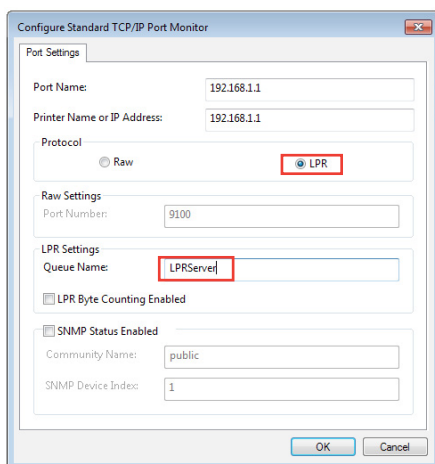 Configure Standard TCP/IP Port Monitor
Port Settings
Port Name: 192.168.1.1
Printer Name or IP Address: 192.168.1.1
Protocol
Raw LPR
Raw Settings
Port Number: 9100
LPR Settings
Queue Name: LPRServer
LPR Byte Counting Enabled
SNMP Status Enabled
Community Name: public
SNMP Device Index: 1
OK Cancel